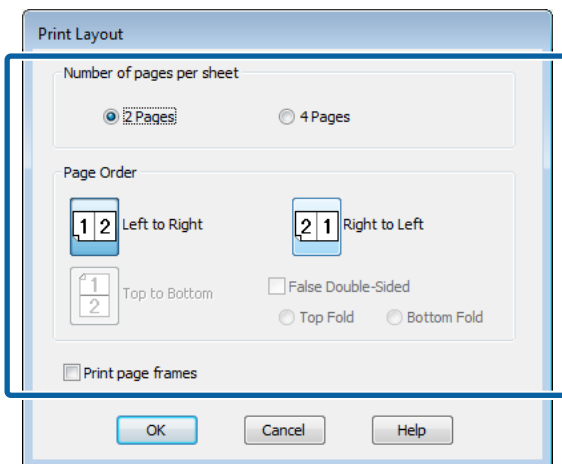 Print Layout
Number of pages per sheet
2 Pages 4 Pages
Page Order
1 2 Left to Right 2 1 Right to Left
1 Top to Bottom False Double-Sided
2 Top Fold Bottom Fold
Print page frames
OK Cancel Help